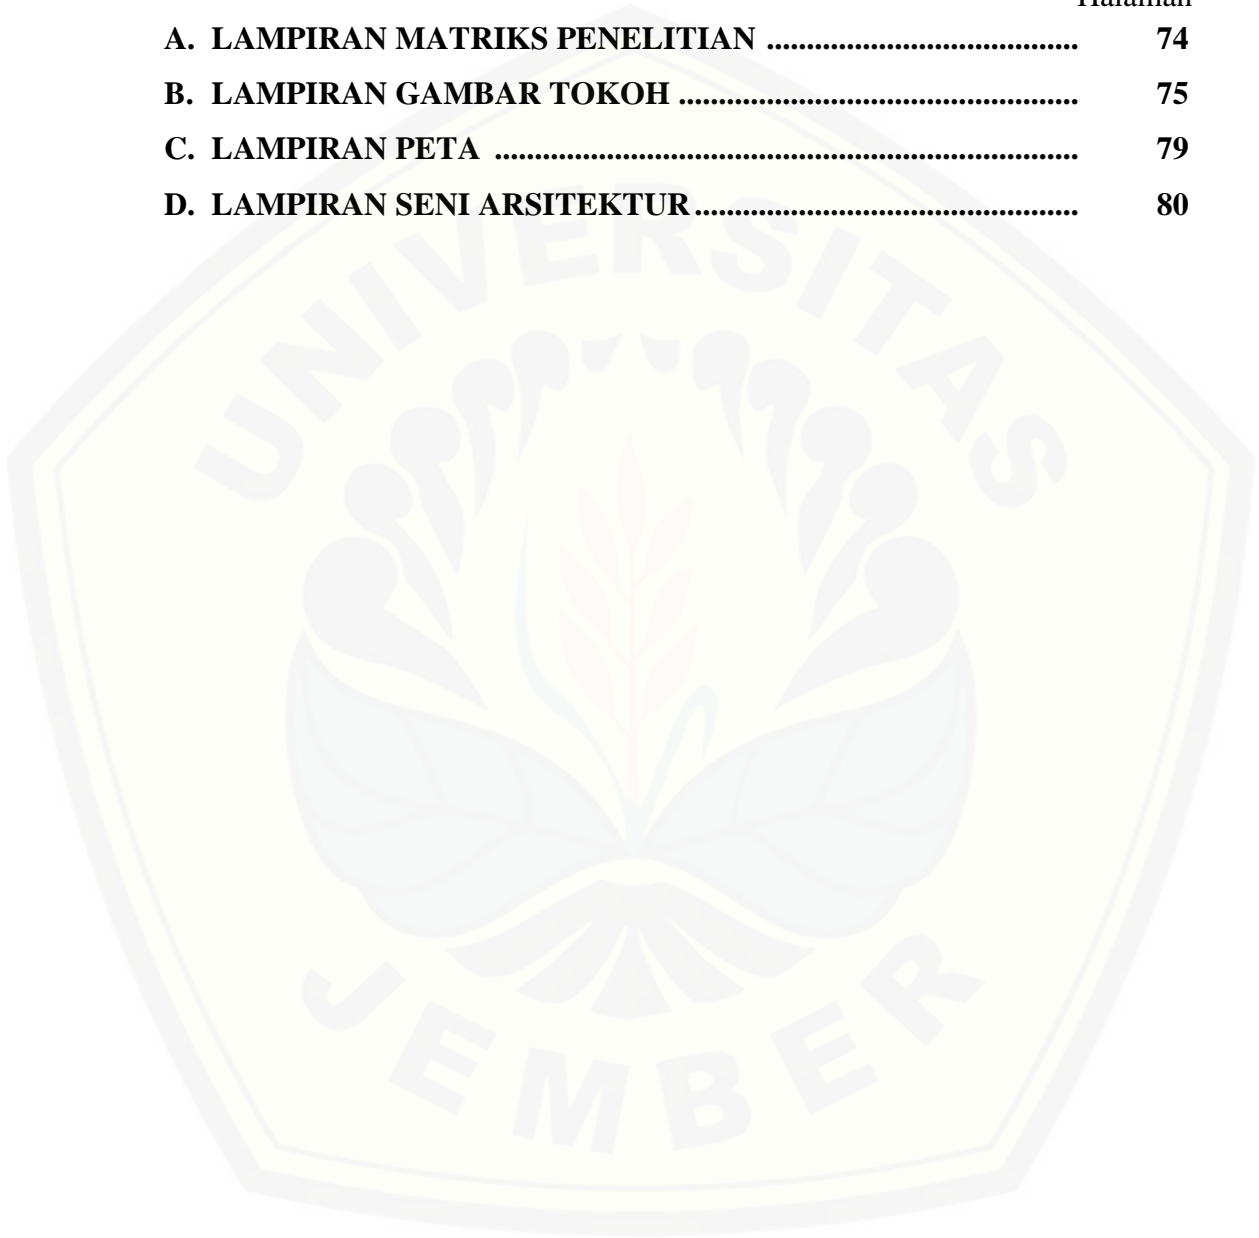 Halaman
A. LAMPIRAN MATRIKS PENELITIAN ....................................... 74
B. LAMPIRAN GAMBAR TOKOH .................................................. 75
C. LAMPIRAN PETA ......................................................................... 79
D. LAMPIRAN SENI ARSITEKTUR ................................................ 80
UNIVERSITAS
JEMBER